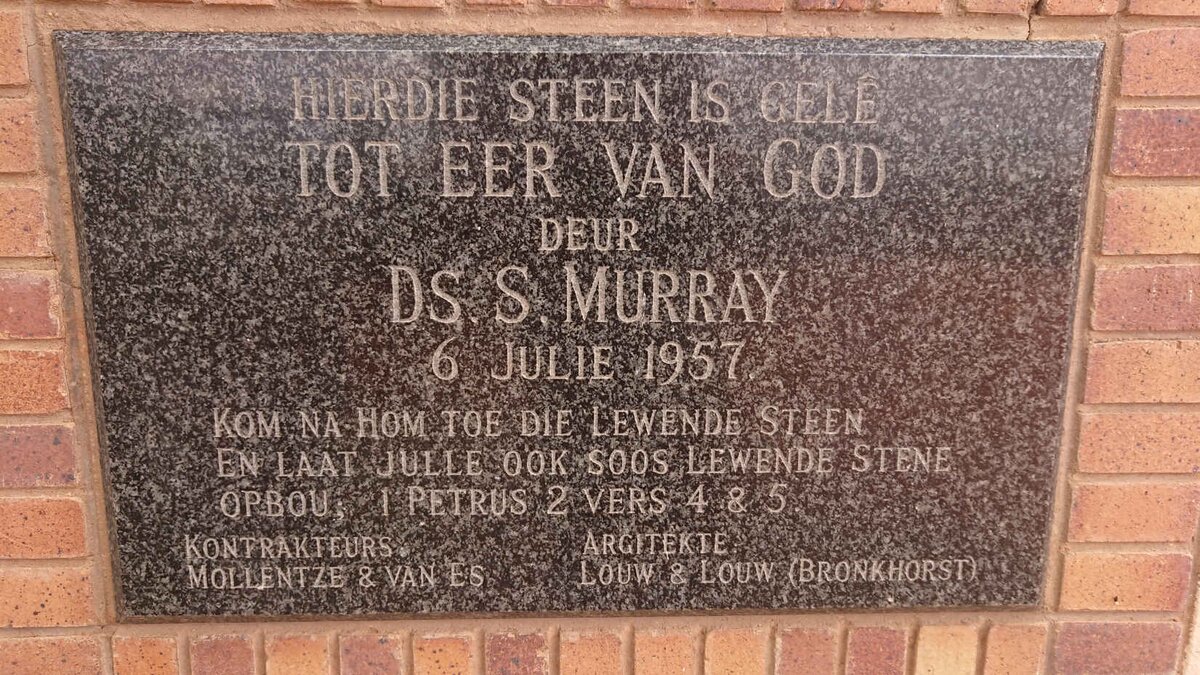 HIERDIE STEEN IS GELÊ
TOT EER VAN GOD
DEUR
DS. S. MURRAY
6 JULIE 1957.
KOM NA HOM TOE DIE LEWENDE STEEN
EN LAAT JULLE OOK SOOS LEWENDE STENE
OPBOU; 1 PETRUS 2 VERS 4 & 5
KONTRAKTEURS: ARGITEKTE:
MOLLENTZE & VAN ES LOUW & LOUW (BRONKHORST)